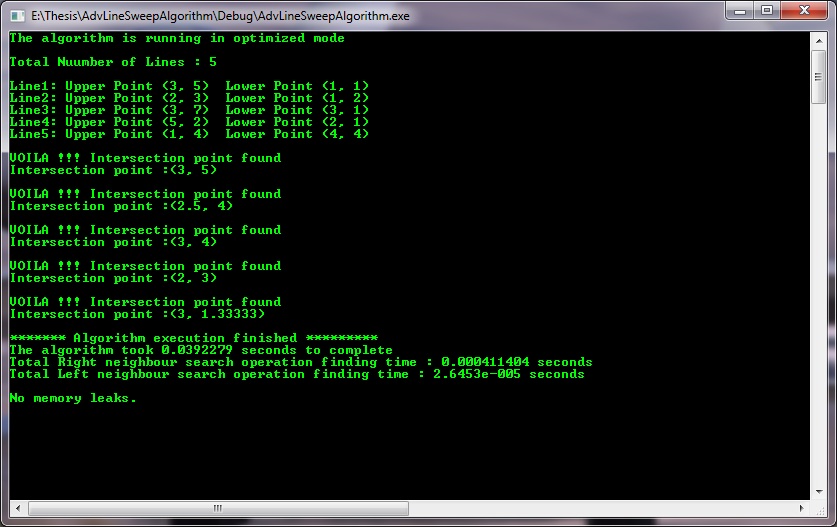 E:\Thesis\AdvLineSweepAlgorithm\Debug\AdvLineSweepAlgorithm.exe
The algorithm is running in optimized mode
Total Nuumber of Lines : 5
Line1: Upper Point (3, 5)  Lower Point (1, 1)
Line2: Upper Point (2, 3)  Lower Point (1, 2)
Line3: Upper Point (3, 7)  Lower Point (3, 1)
Line4: Upper Point (5, 2)  Lower Point (2, 1)
Line5: Upper Point (1, 4)  Lower Point (4, 4)
VOILA !!! Intersection point found
Intersection point :(3, 5)
VOILA !!! Intersection point found
Intersection point :(2.5, 4)
VOILA !!! Intersection point found
Intersection point :(3, 4)
VOILA !!! Intersection point found
Intersection point :(2, 3)
VOILA !!! Intersection point found
Intersection point :(3, 1.33333)
******* Algorithm execution finished *********
The algorithm took 0.0392279 seconds to complete
Total Right neighbour search operation finding time : 0.000411404 seconds
Total Left neighbour search operation finding time : 2.6453e-005 seconds
No memory leaks.